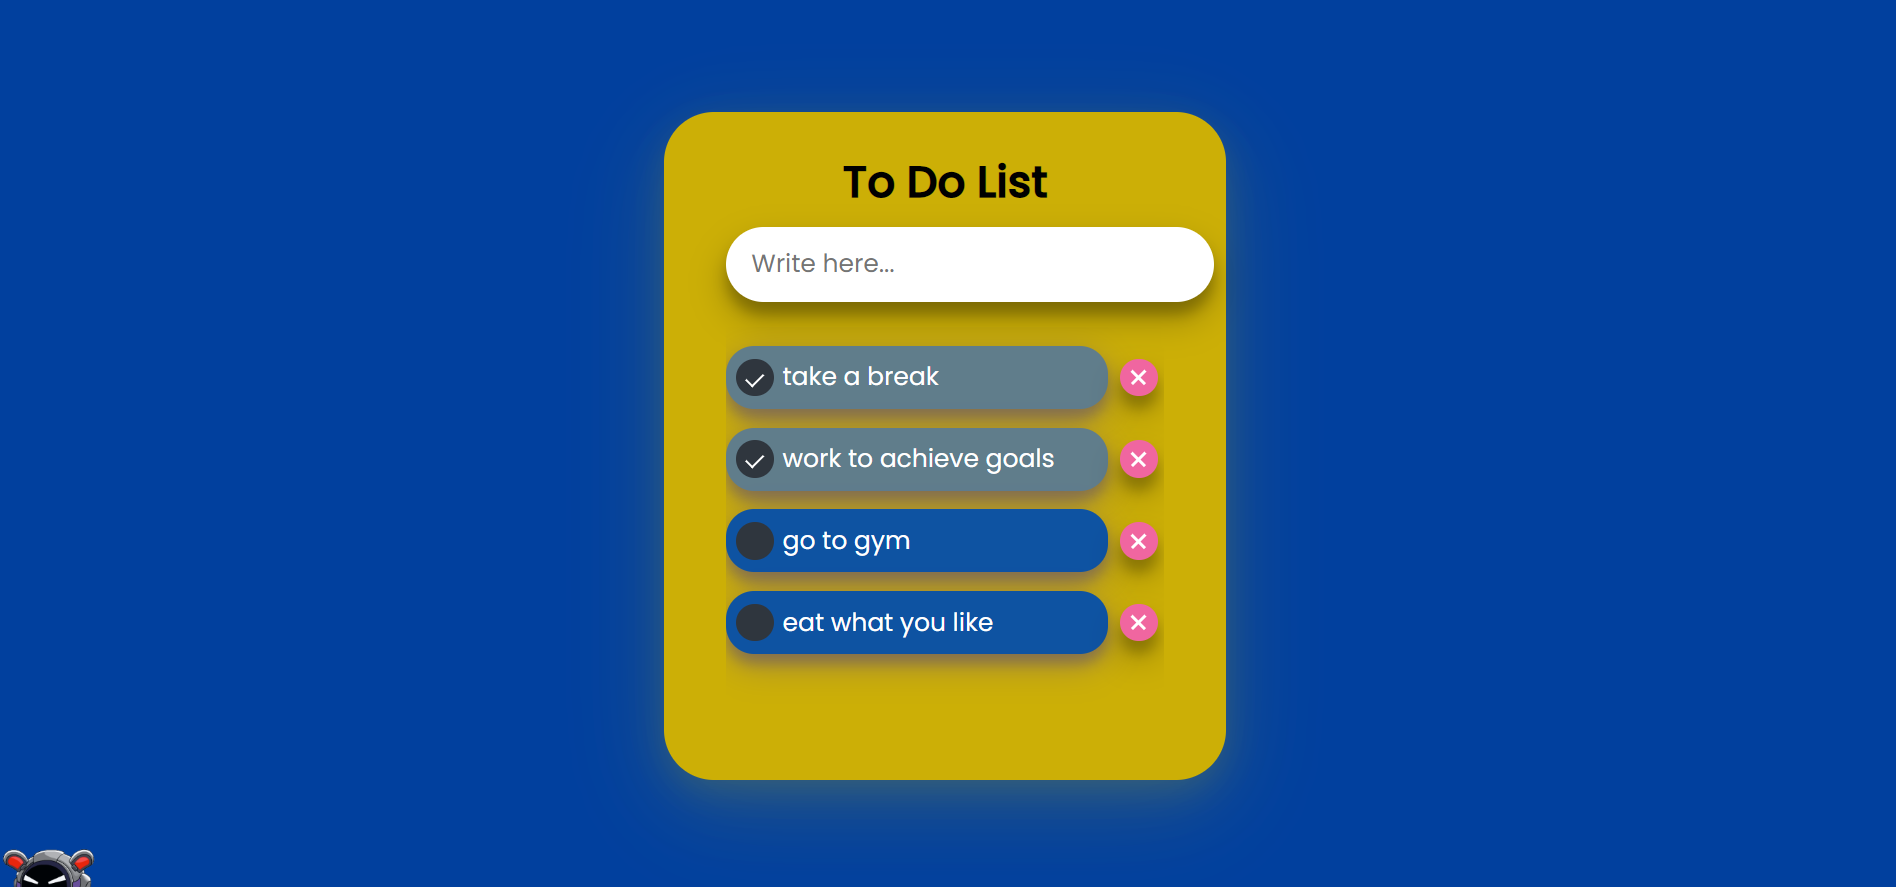 To Do List
Write here...
take a break
work to achieve goals
go to gym
eat what you like